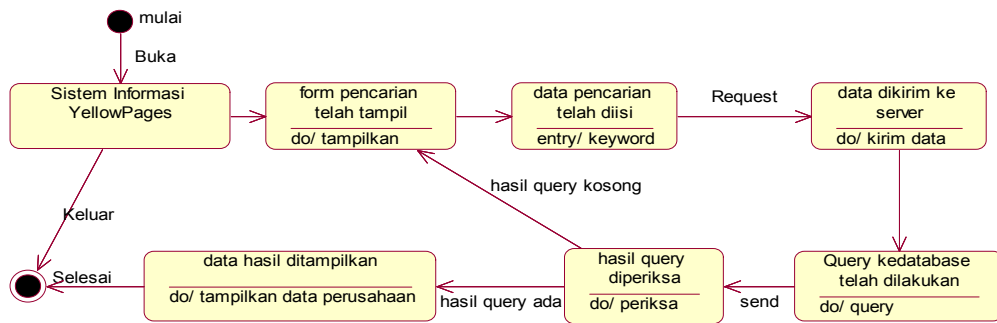 mulai
Buka
Sistem Informasi
YellowPages
form pencarian
telah tampil
do/ tampilkan
data pencarian
telah diisi
entry/ keyword
Request
data dikirim ke
server
do/ kirim data
hasil query kosong
Keluar
Selesai
data hasil ditampilkan
do/ tampilkan data perusahaan
hasil query ada
hasil query
diperiksa
do/ periksa
send
Query kedatabase
telah dilakukan
do/ query